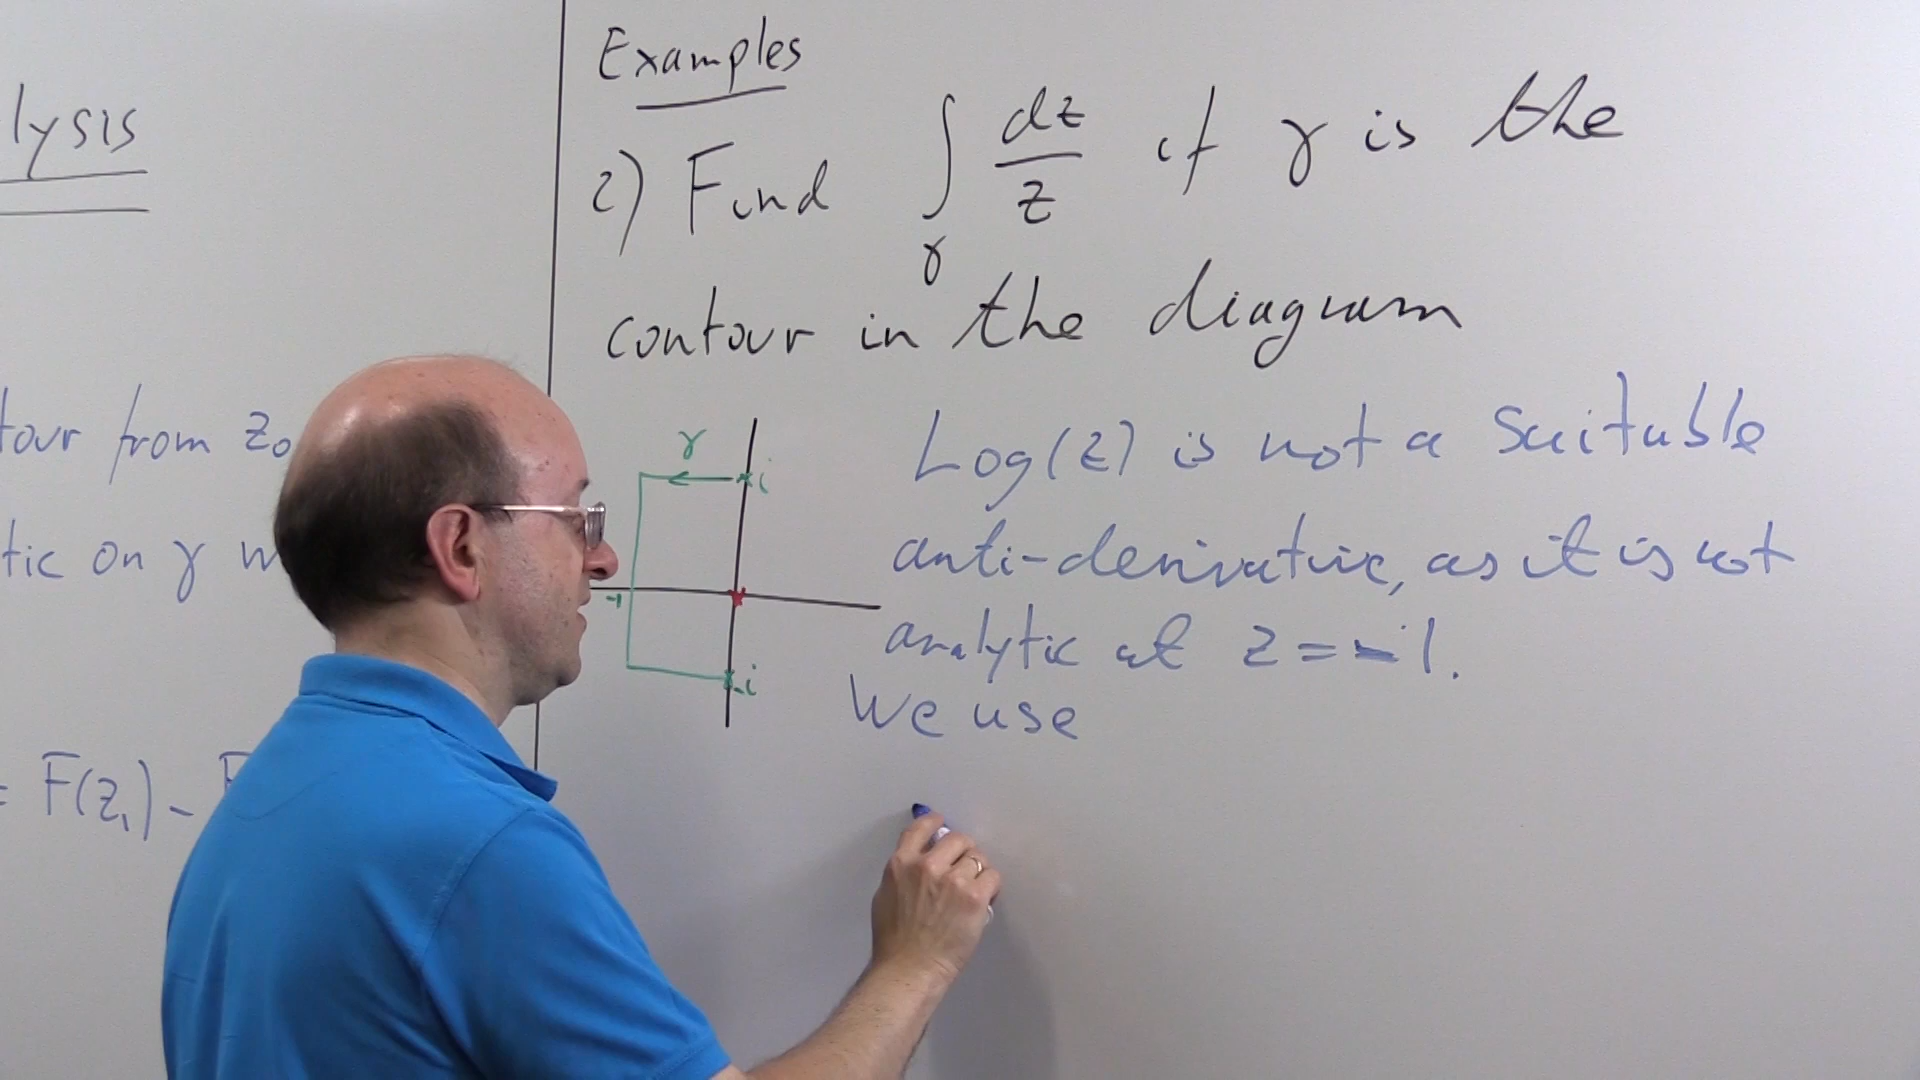 lysis
tour from z₀
tic on γ w
= F(z₁) -
Examples
2) Find ∫γ dz/z if γ is the
contour in the diagram
γ
i
-1
-i
Log(z) is not a suitable
anti-derivative, as it is not
analytic at z = -1.
We use